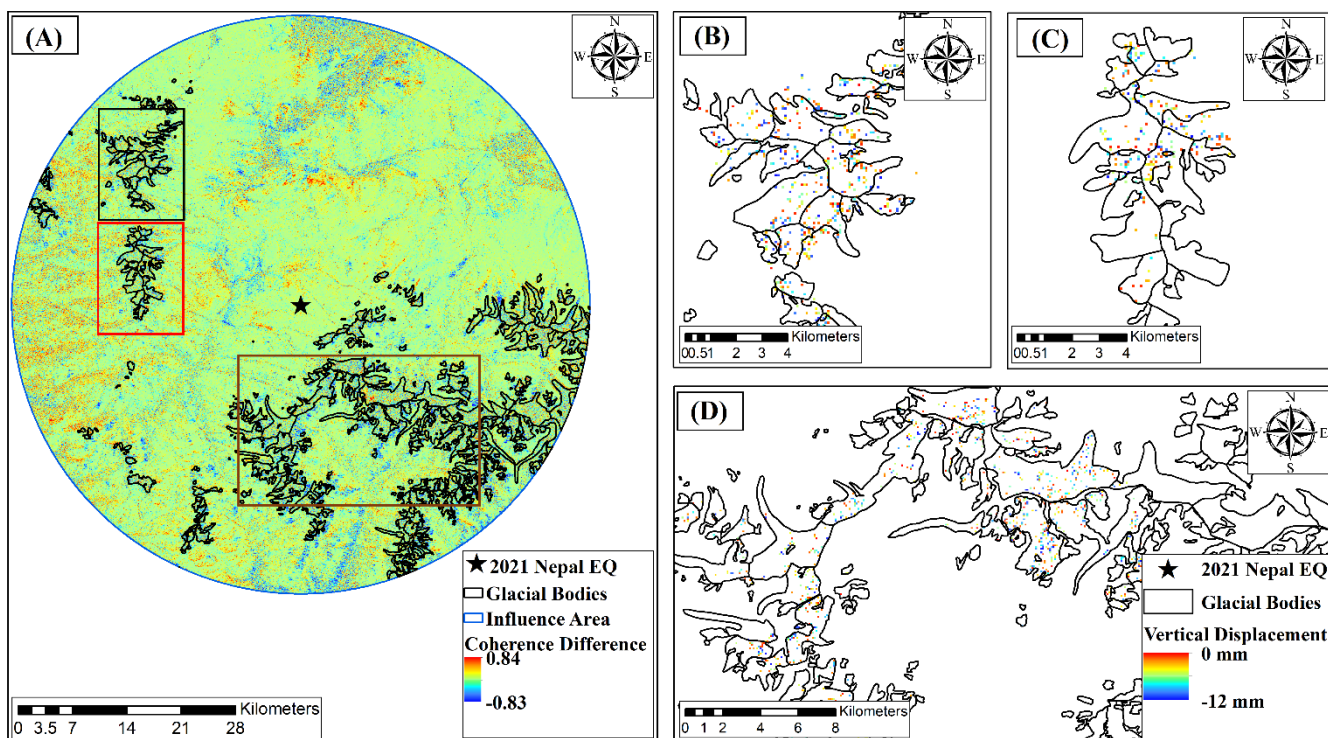 (A)
N
W E
S
★ 2021 Nepal EQ
Glacial Bodies
Influence Area
Coherence Difference
0.84
-0.83
Kilometers
0 3.5 7 14 21 28
(B)
N
W E
S
Kilometers
00.51 2 3 4
(C)
N
W E
S
Kilometers
00.51 2 3 4
(D)
N
W E
S
★ 2021 Nepal EQ
Glacial Bodies
Vertical Displacement
0 mm
-12 mm
Kilometers
0 1 2 4 6 8